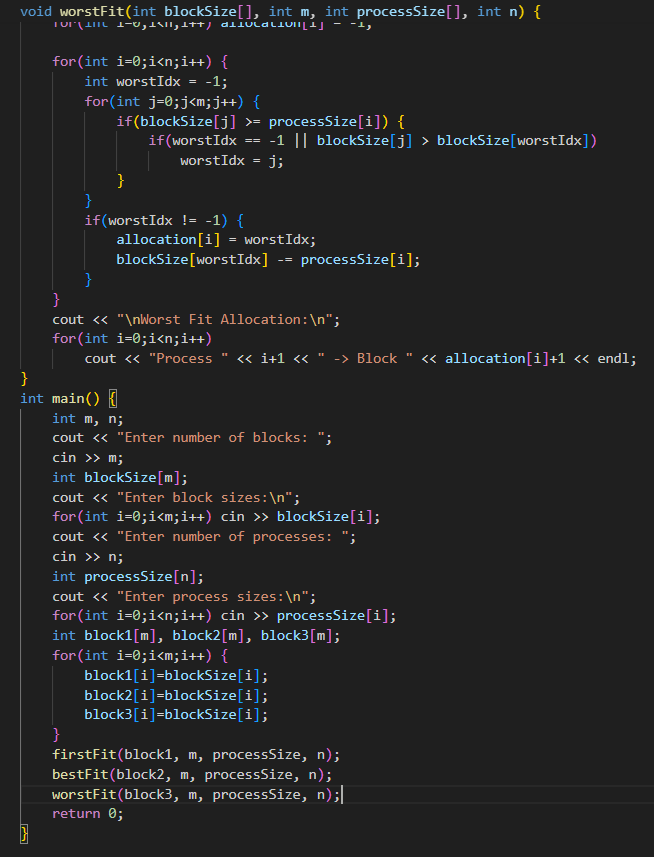 void worstFit(int blockSize[], int m, int processSize[], int n) {
    for(int i=0;i<n;i++) allocation[i] = -1;
    for(int i=0;i<n;i++) {
        int worstIdx = -1;
        for(int j=0;j<m;j++) {
            if(blockSize[j] >= processSize[i]) {
                if(worstIdx == -1 || blockSize[j] > blockSize[worstIdx])
                    worstIdx = j;
            }
        }
        if(worstIdx != -1) {
            allocation[i] = worstIdx;
            blockSize[worstIdx] -= processSize[i];
        }
    }
    cout << "\nWorst Fit Allocation:\n";
    for(int i=0;i<n;i++)
        cout << "Process " << i+1 << " -> Block " << allocation[i]+1 << endl;
}
int main() {
    int m, n;
    cout << "Enter number of blocks: ";
    cin >> m;
    int blockSize[m];
    cout << "Enter block sizes:\n";
    for(int i=0;i<m;i++) cin >> blockSize[i];
    cout << "Enter number of processes: ";
    cin >> n;
    int processSize[n];
    cout << "Enter process sizes:\n";
    for(int i=0;i<n;i++) cin >> processSize[i];
    int block1[m], block2[m], block3[m];
    for(int i=0;i<m;i++) {
        block1[i]=blockSize[i];
        block2[i]=blockSize[i];
        block3[i]=blockSize[i];
    }
    firstFit(block1, m, processSize, n);
    bestFit(block2, m, processSize, n);
    worstFit(block3, m, processSize, n);
    return 0;
}